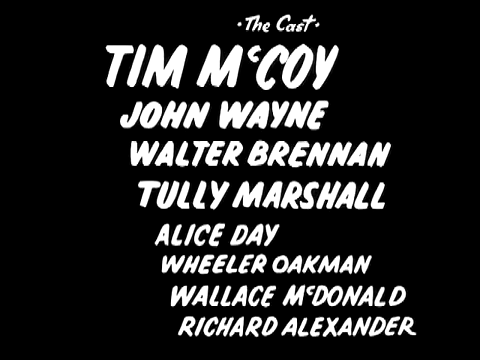 ·The Cast·
TIM McCOY
JOHN WAYNE
WALTER BRENNAN
TULLY MARSHALL
ALICE DAY
WHEELER OAKMAN
WALLACE McDONALD
RICHARD ALEXANDER